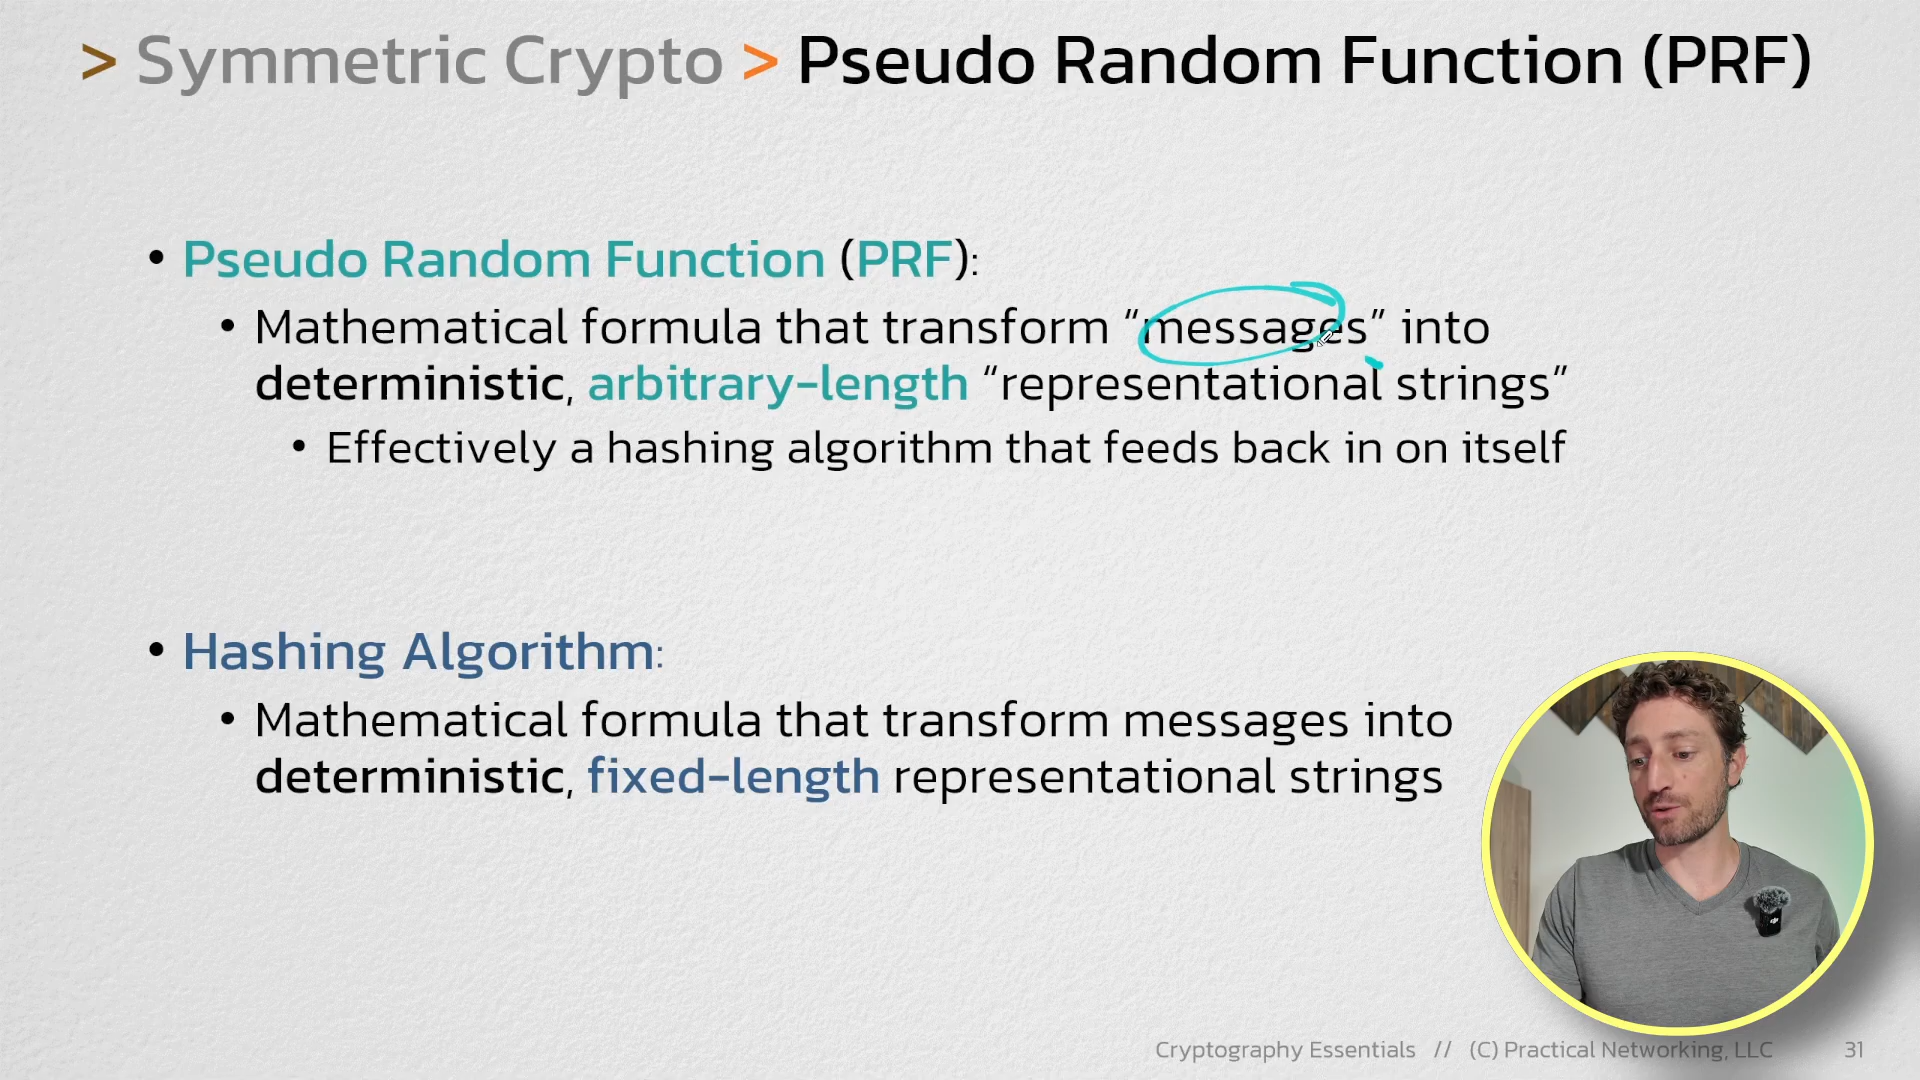 > Symmetric Crypto > Pseudo Random Function (PRF)
• Pseudo Random Function (PRF):
• Mathematical formula that transform “messages” into
deterministic, arbitrary-length “representational strings”
• Effectively a hashing algorithm that feeds back in on itself
• Hashing Algorithm:
• Mathematical formula that transform messages into
deterministic, fixed-length representational strings
Cryptography Essentials // (C) Practical Networking, LLC 31